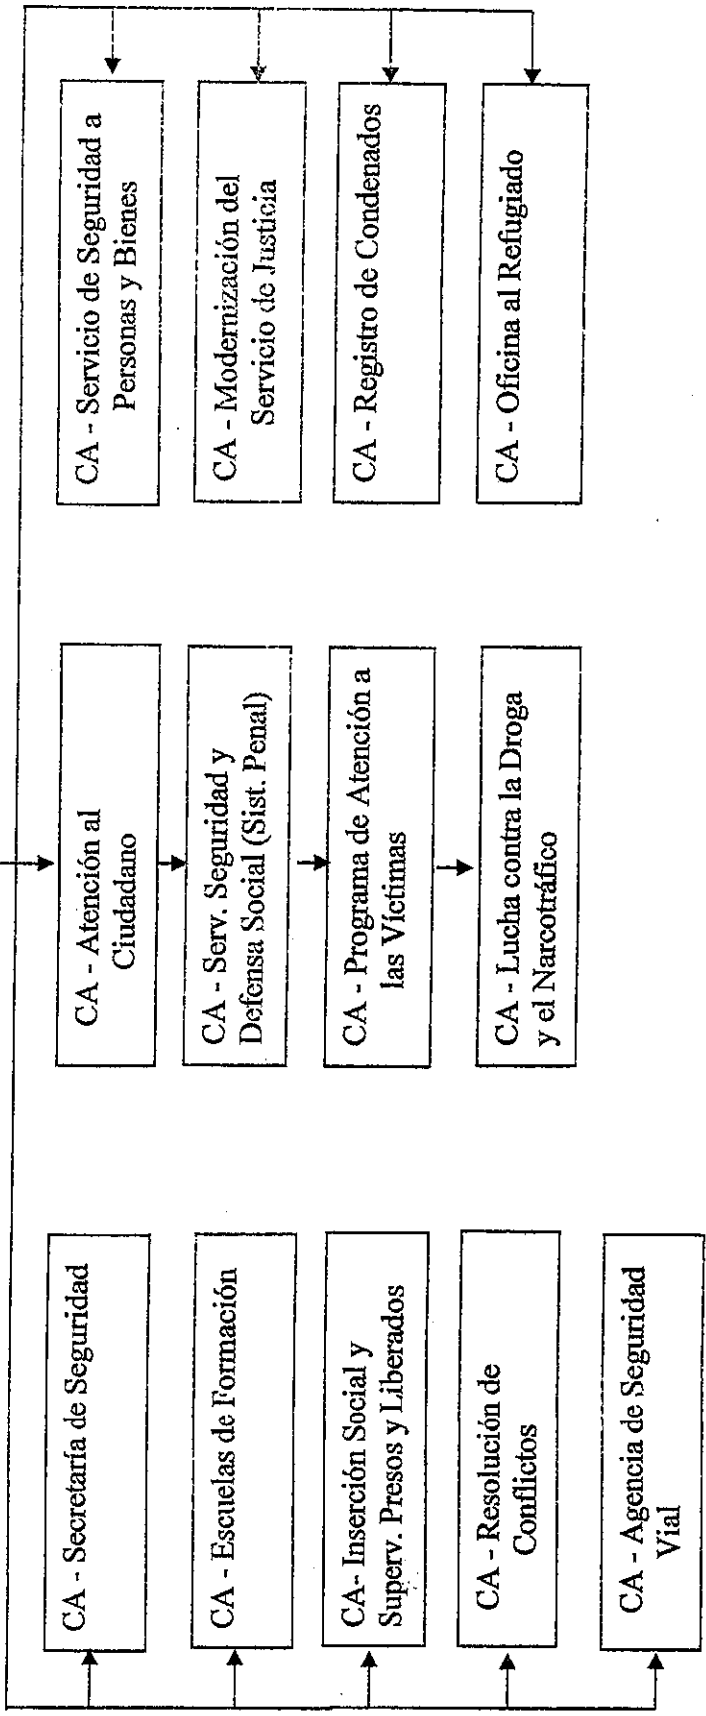 CA - Secretaría de Seguridad
CA - Escuelas de Formación
CA- Inserción Social y
Superv. Presos y Liberados
CA - Resolución de
Conflictos
CA - Agencia de Seguridad
Vial
CA - Atención al
Ciudadano
CA - Serv. Seguridad y
Defensa Social (Sist. Penal)
CA - Programa de Atención a
las Víctimas
CA - Lucha contra la Droga
y el Narcotráfico
CA - Servicio de Seguridad a
Personas y Bienes
CA - Modernización del
Servicio de Justicia
CA - Registro de Condenados
CA - Oficina al Refugiado